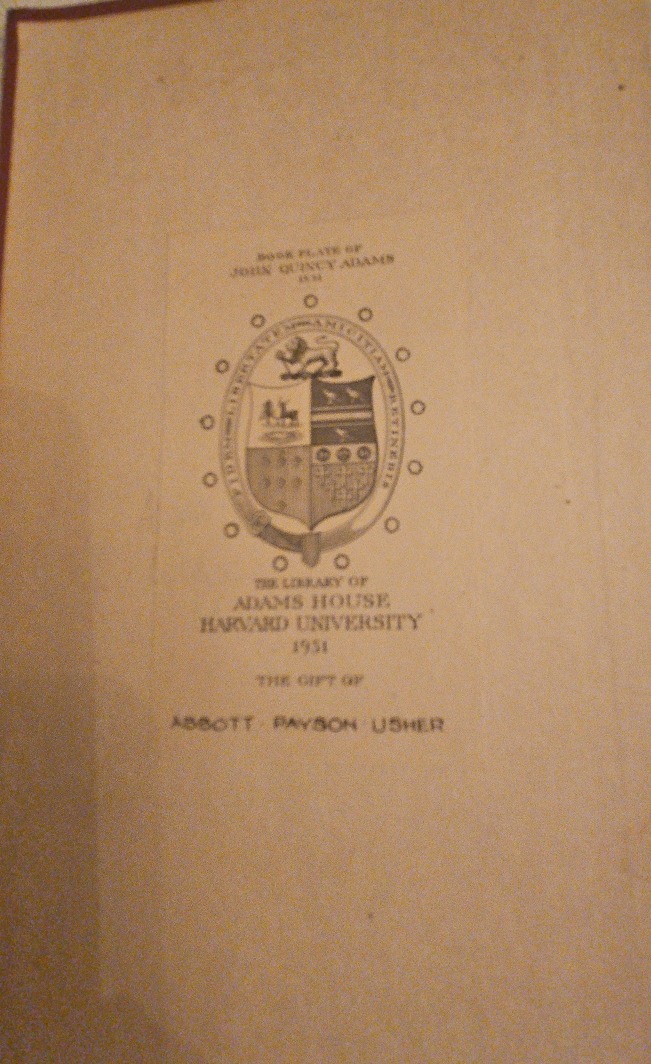 BOOK PLATE OF
JOHN QUINCY ADAMS
FIDEM LIBERTATEM AMICITIAM RETINEBIS
THE LIBRARY OF
ADAMS HOUSE
HARVARD UNIVERSITY
1931
THE GIFT OF
ABBOTT PAYSON USHER